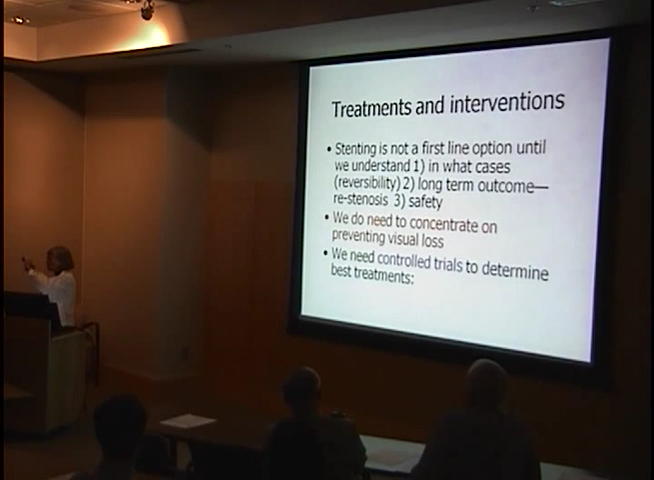 Treatments and interventions
• Stenting is not a first line option until
we understand 1) in what cases
(reversibility) 2) long term outcome—
re-stenosis 3) safety
• We do need to concentrate on
preventing visual loss
• We need controlled trials to determine
best treatments: